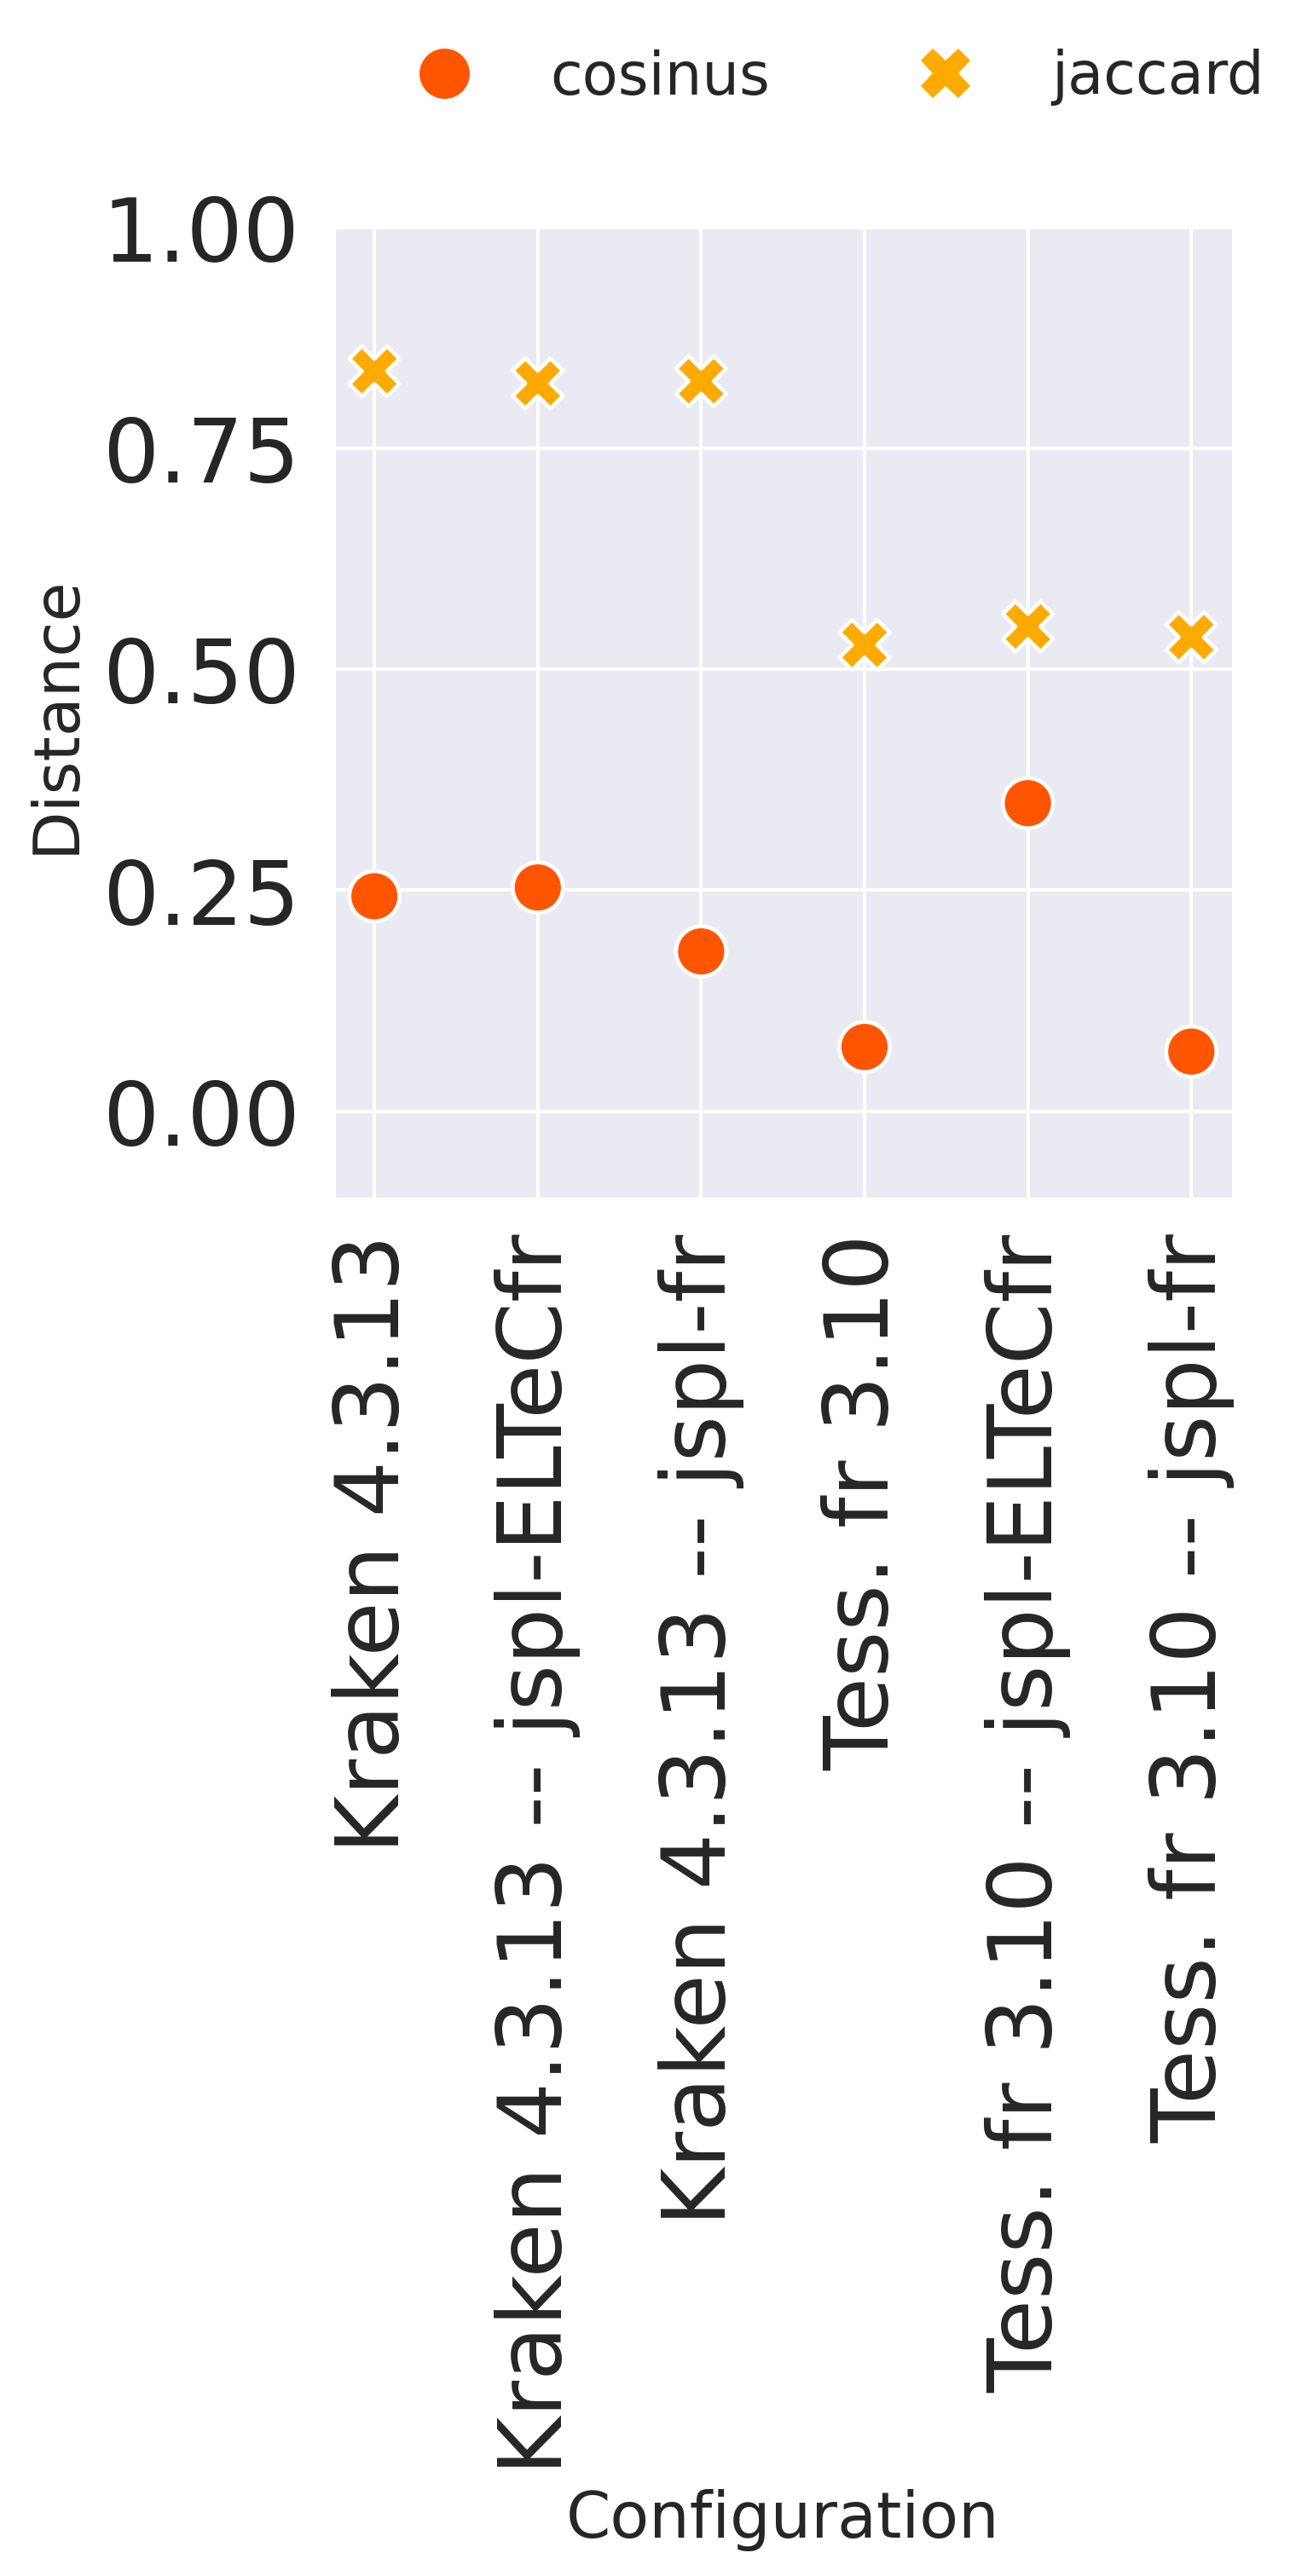 cosinus jaccard
1.00
0.75
0.50
0.25
0.00
Distance
Kraken 4.3.13
Kraken 4.3.13 -- jspl-ELTeCfr
Kraken 4.3.13 -- jspl-fr
Tess. fr 3.10
Tess. fr 3.10 -- jspl-ELTeCfr
Tess. fr 3.10 -- jspl-fr
Configuration